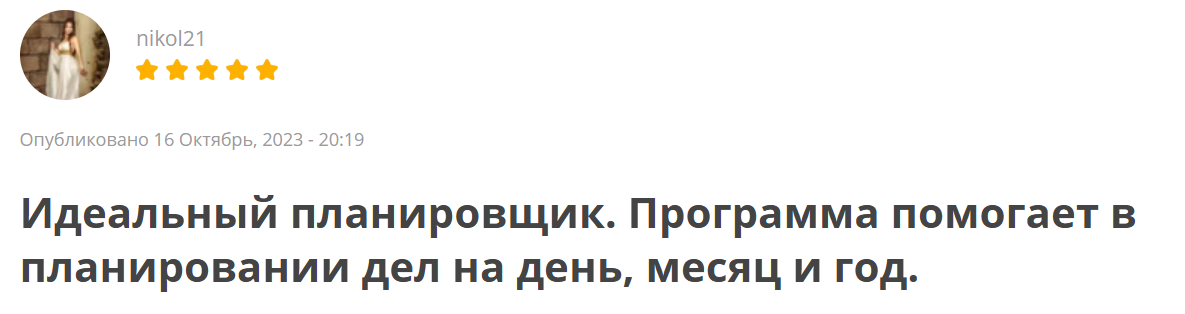 nikol21
Опубликовано 16 Октябрь, 2023 - 20:19
Идеальный планировщик. Программа помогает в
планировании дел на день, месяц и год.